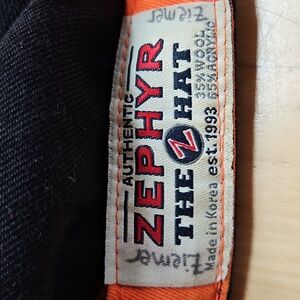 Ziemer
AUTHENTIC
ZEPHYR
THE Z HAT
35% WOOL
65% ACRYLIC
Made in Korea est. 1993
Ziemer